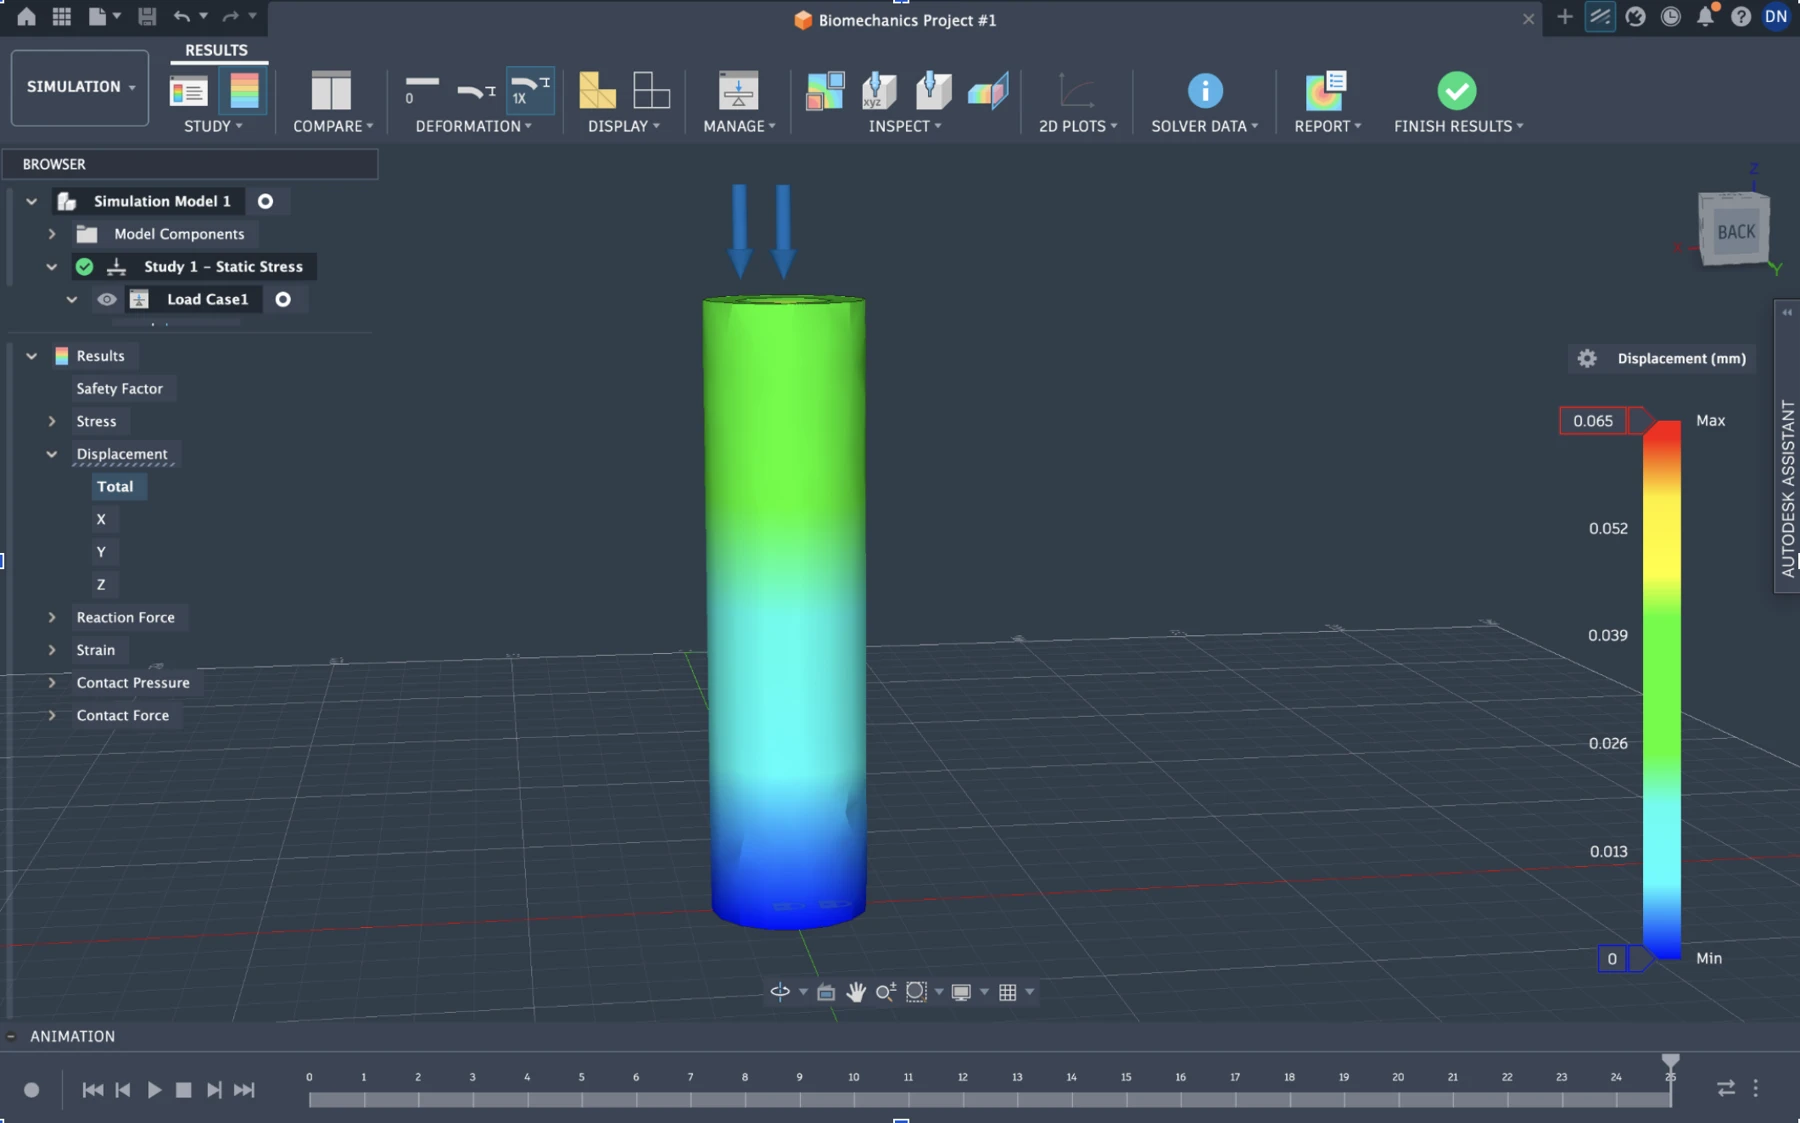 Biomechanics Project #1
DN
RESULTS
SIMULATION
0
1X
xyz
STUDY
COMPARE
DEFORMATION
DISPLAY
MANAGE
INSPECT
2D PLOTS
SOLVER DATA
REPORT
FINISH RESULTS
BROWSER
Simulation Model 1
Model Components
Study 1 - Static Stress
Load Case1
Results
Safety Factor
Stress
Displacement
Total
X
Y
Z
Reaction Force
Strain
Contact Pressure
Contact Force
Z
BACK
X
Y
AUTODESK ASSISTANT
Displacement (mm)
0.065 Max
0.052
0.039
0.026
0.013
0 Min
ANIMATION
0 1 2 3 4 5 6 7 8 9 10 11 12 13 14 15 16 17 18 19 20 21 22 23 24 25